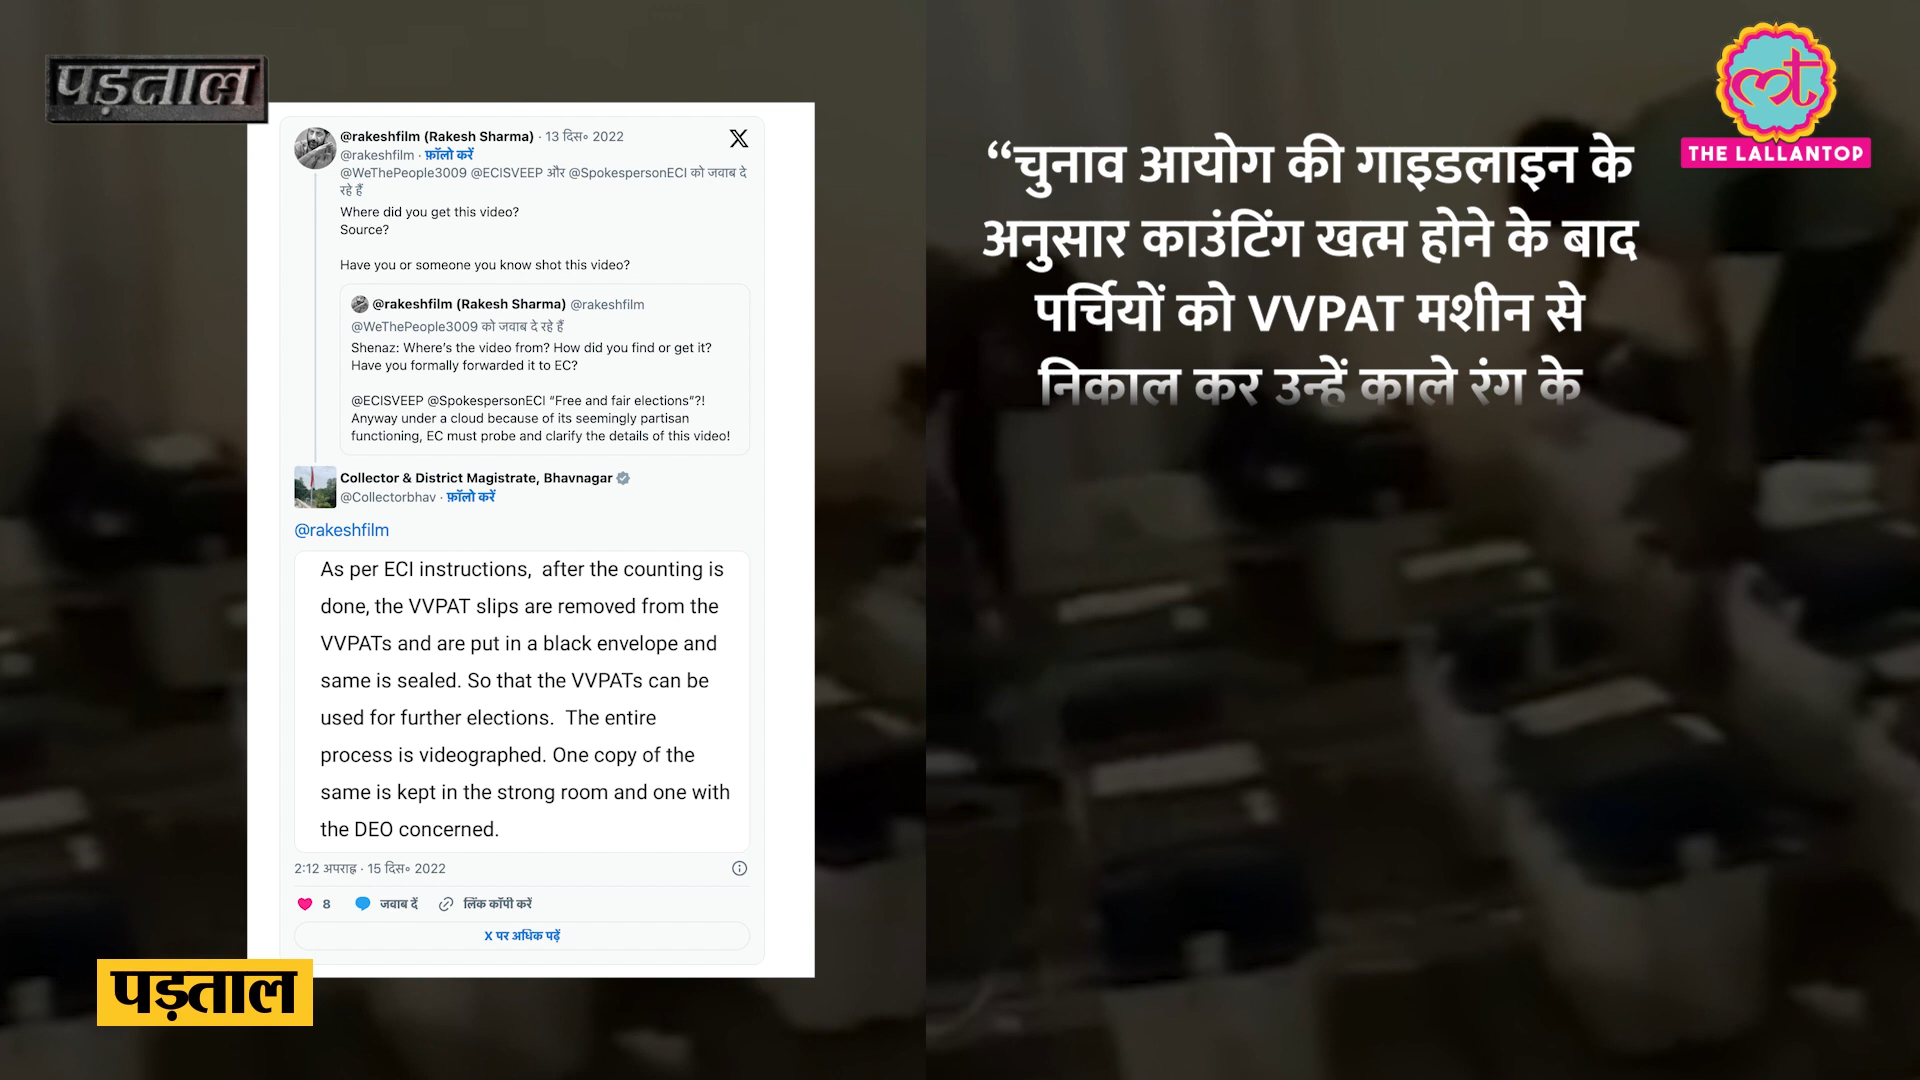 पड़ताल
@rakeshfilm (Rakesh Sharma) · 13 दिस॰ 2022
@rakeshfilm · फ़ॉलो करें
@WeThePeople3009 @ECISVEEP और @SpokespersonECI को जवाब दे
रहे हैं
Where did you get this video?
Source?
Have you or someone you know shot this video?
@rakeshfilm (Rakesh Sharma) @rakeshfilm
@WeThePeople3009 को जवाब दे रहे हैं
Shenaz: Where's the video from? How did you find or get it?
Have you formally forwarded it to EC?
@ECISVEEP @SpokespersonECI “Free and fair elections”?!
Anyway under a cloud because of its seemingly partisan
functioning, EC must probe and clarify the details of this video!
Collector & District Magistrate, Bhavnagar
@Collectorbhav · फ़ॉलो करें
@rakeshfilm
As per ECI instructions,  after the counting is
done, the VVPAT slips are removed from the
VVPATs and are put in a black envelope and
same is sealed. So that the VVPATs can be
used for further elections.  The entire
process is videographed. One copy of the
same is kept in the strong room and one with
the DEO concerned.
2:12 अपराह्न · 15 दिस॰ 2022
8 जवाब दें लिंक कॉपी करें
X पर अधिक पढ़ें
पड़ताल
“चुनाव आयोग की गाइडलाइन के
अनुसार काउंटिंग खत्म होने के बाद
पर्चियों को VVPAT मशीन से
निकाल कर उन्हें काले रंग के
THE LALLANTOP